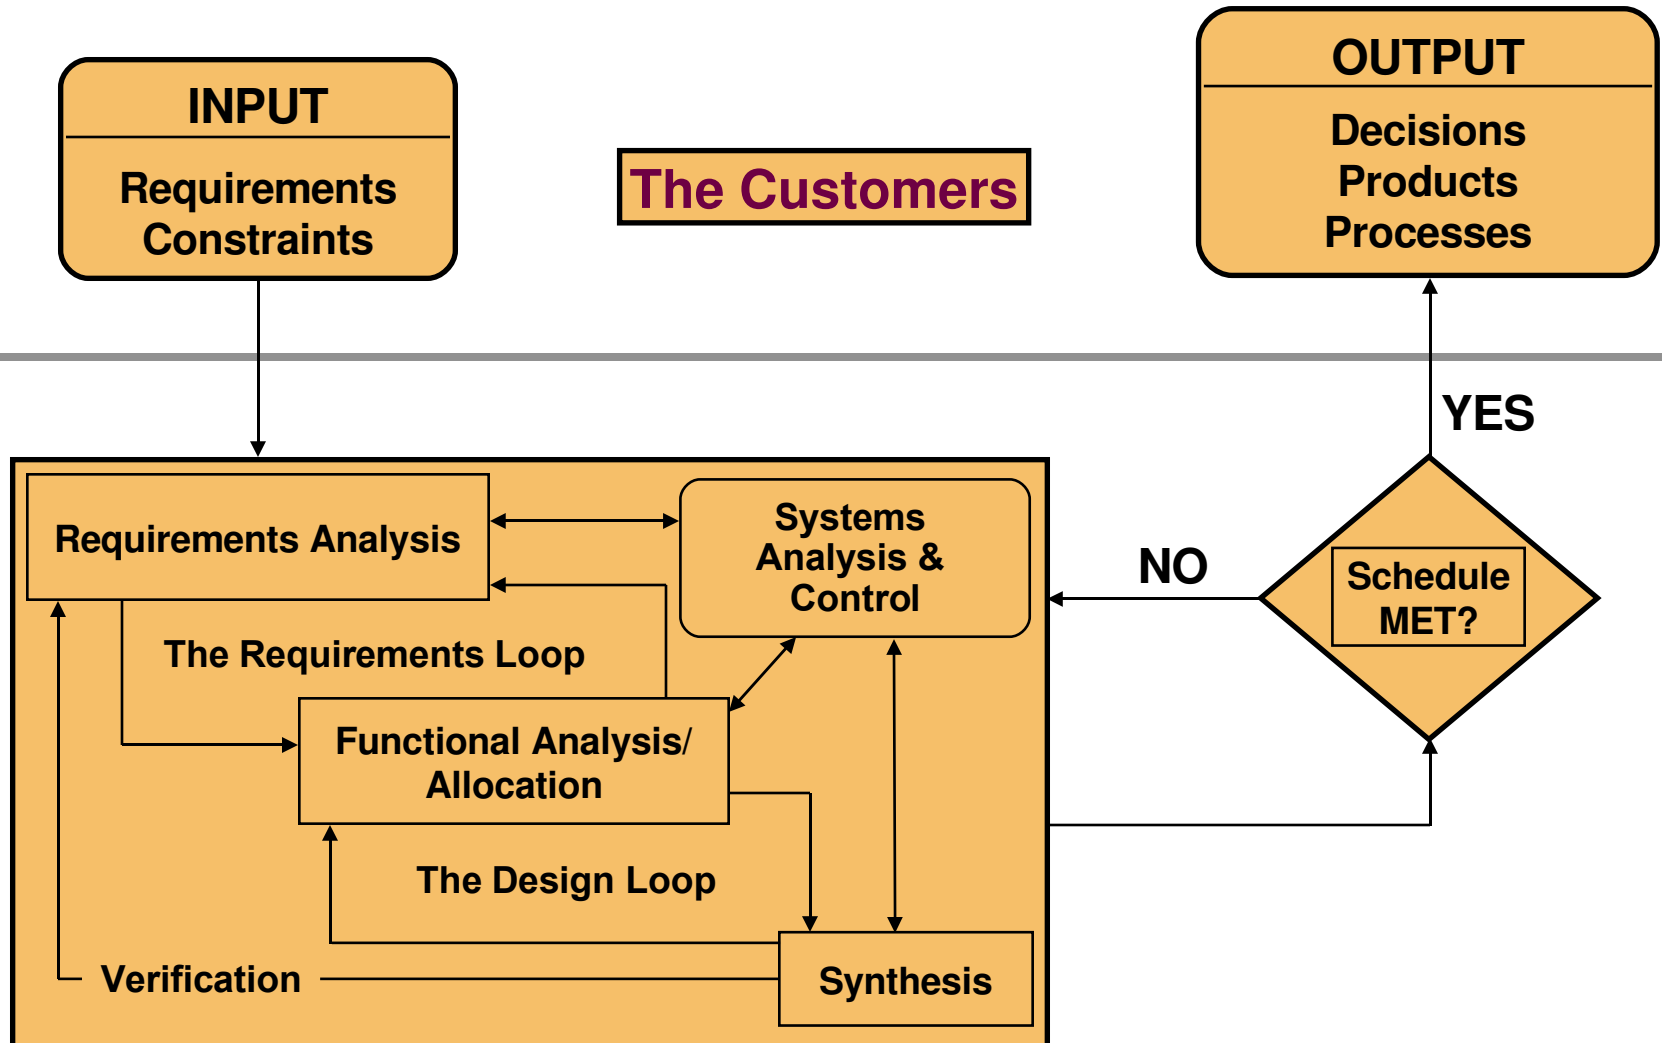 INPUT
Requirements
Constraints
The Customers
OUTPUT
Decisions
Products
Processes
YES
NO
Schedule
MET?
Requirements Analysis
Systems
Analysis &
Control
The Requirements Loop
Functional Analysis/
Allocation
The Design Loop
Verification
Synthesis